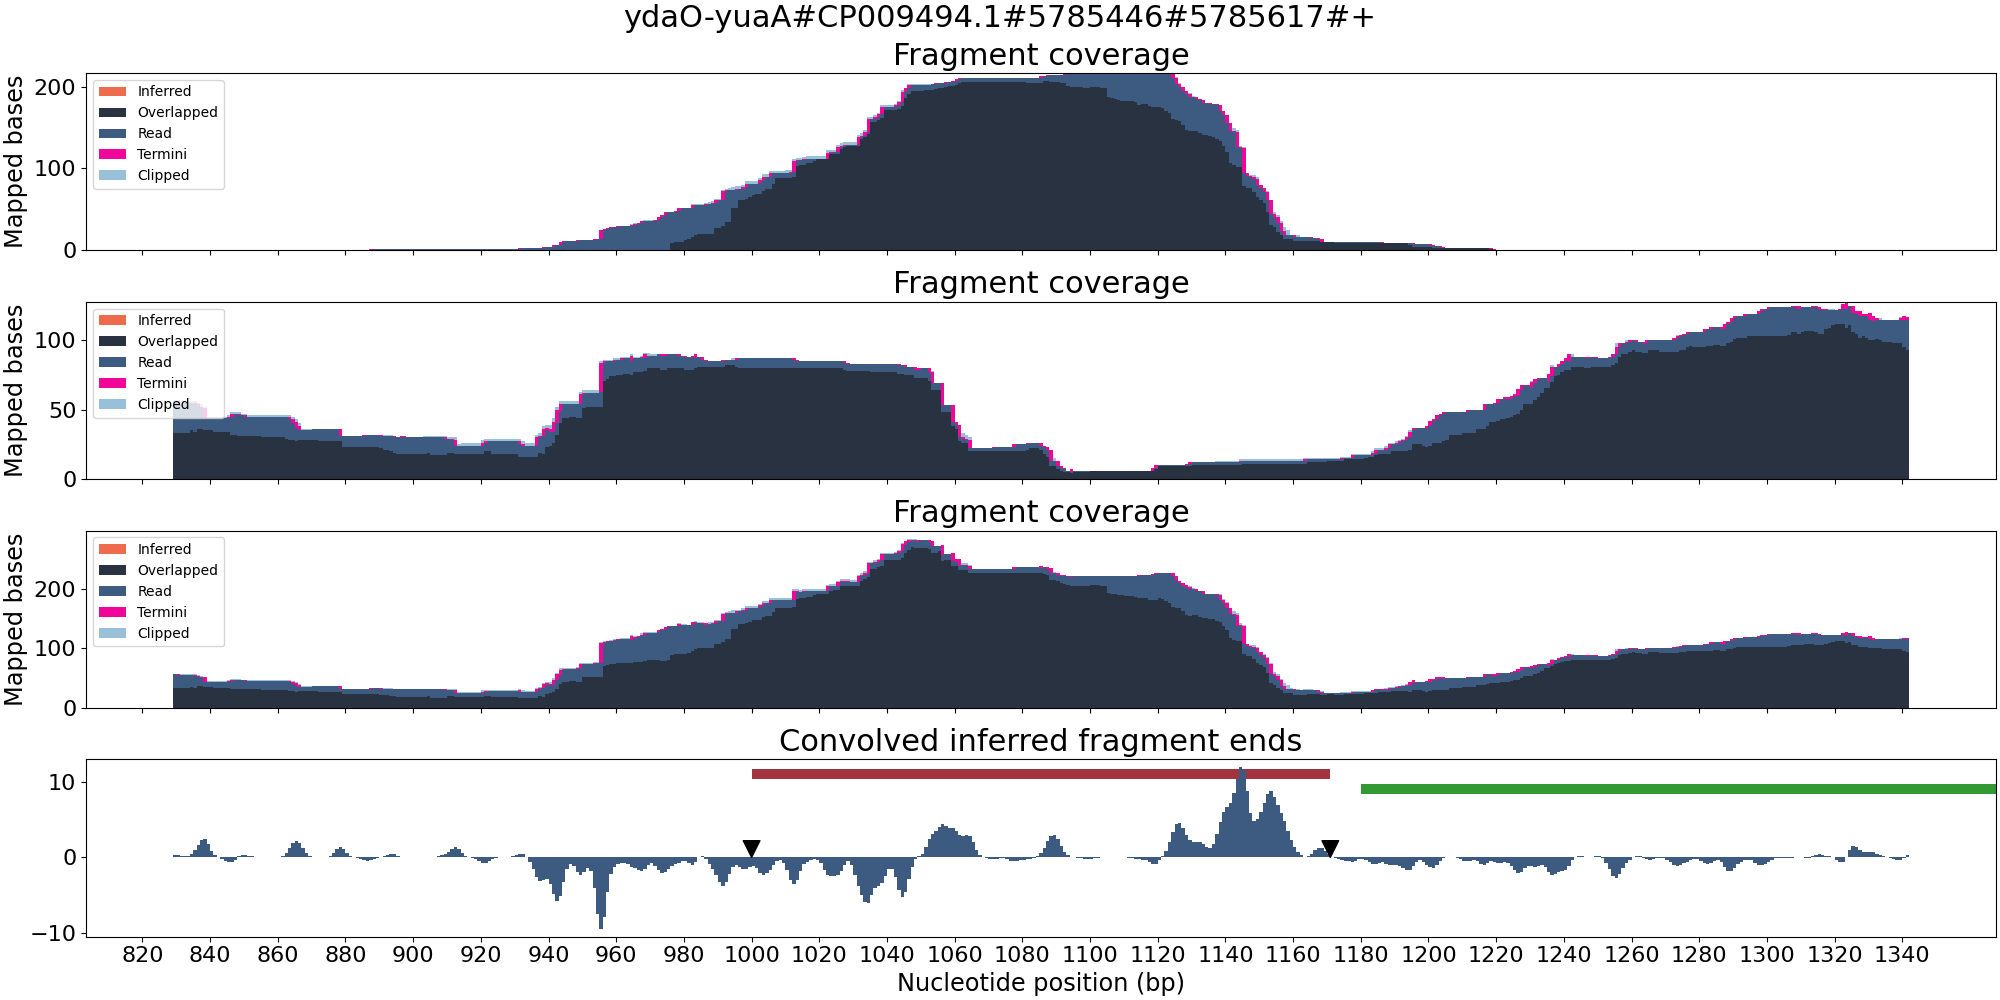 ydaO-yuaA#CP009494.1#5785446#5785617#+
Fragment coverage
Mapped bases
200
100
0
Inferred
Overlapped
Read
Termini
Clipped
Fragment coverage
Mapped bases
100
50
0
Inferred
Overlapped
Read
Termini
Clipped
Fragment coverage
Mapped bases
200
100
0
Inferred
Overlapped
Read
Termini
Clipped
Convolved inferred fragment ends
10
0
−10
820 840 860 880 900 920 940 960 980 1000 1020 1040 1060 1080 1100 1120 1140 1160 1180 1200 1220 1240 1260 1280 1300 1320 1340
Nucleotide position (bp)